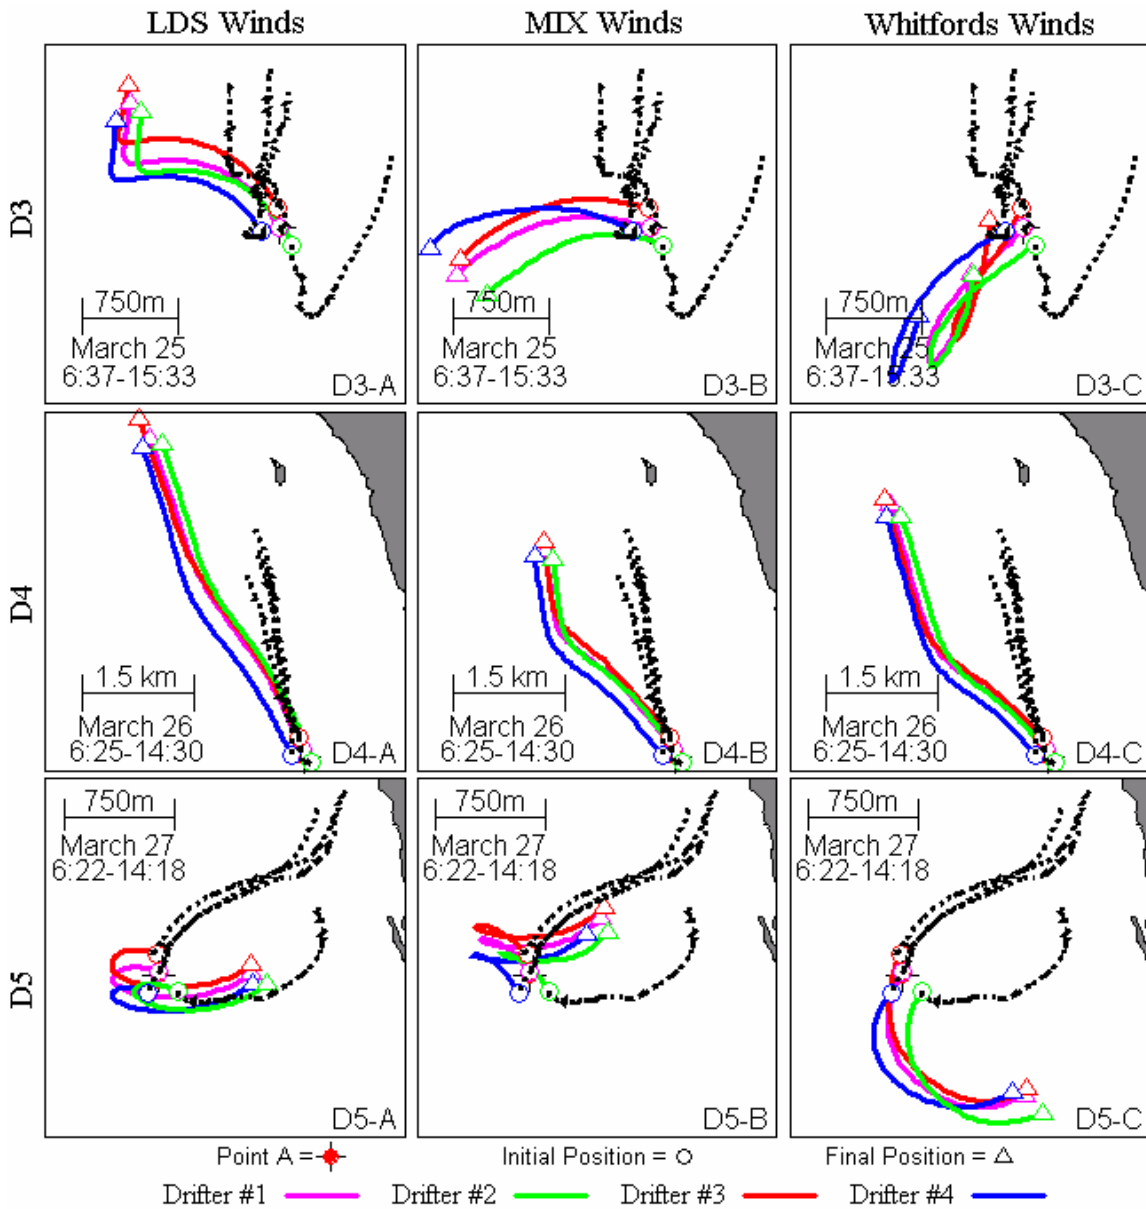 LDS Winds MIX Winds Whitfords Winds
D3
750m
March 25
6:37-15:33
D3-A
750m
March 25
6:37-15:33
D3-B
750m
March 25
6:37-15:33
D3-C
D4
1.5 km
March 26
6:25-14:30
D4-A
1.5 km
March 26
6:25-14:30
D4-B
1.5 km
March 26
6:25-14:30
D4-C
D5
750m
March 27
6:22-14:18
D5-A
750m
March 27
6:22-14:18
D5-B
750m
March 27
6:22-14:18
D5-C
Point A = Initial Position = Final Position =
Drifter #1 Drifter #2 Drifter #3 Drifter #4